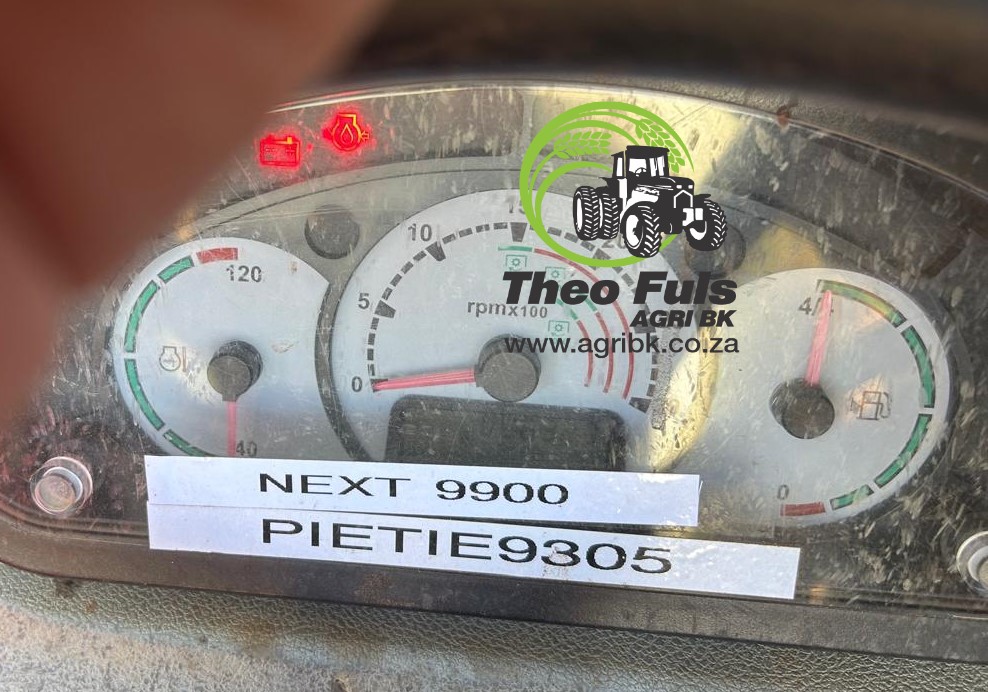 Theo Fuls
AGRI BK
www.agribk.co.za
120
40
0
5
10
15
rpmx100
4/4
0
NEXT 9900
PIETIE9305